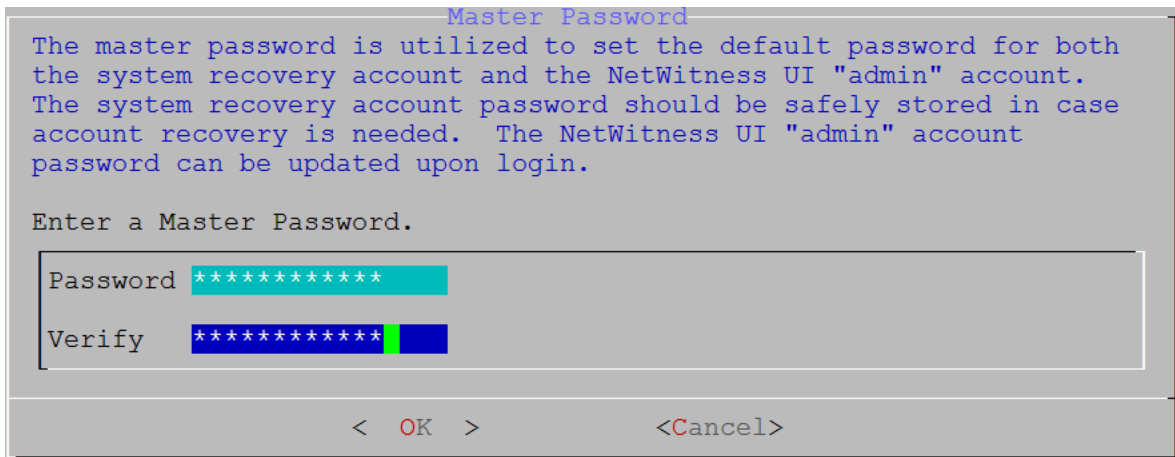 Master Password
The master password is utilized to set the default password for both
the system recovery account and the NetWitness UI "admin" account.
The system recovery account password should be safely stored in case
account recovery is needed.  The NetWitness UI "admin" account
password can be updated upon login.
Enter a Master Password.
Password ************
Verify ************
<  OK  > <Cancel>